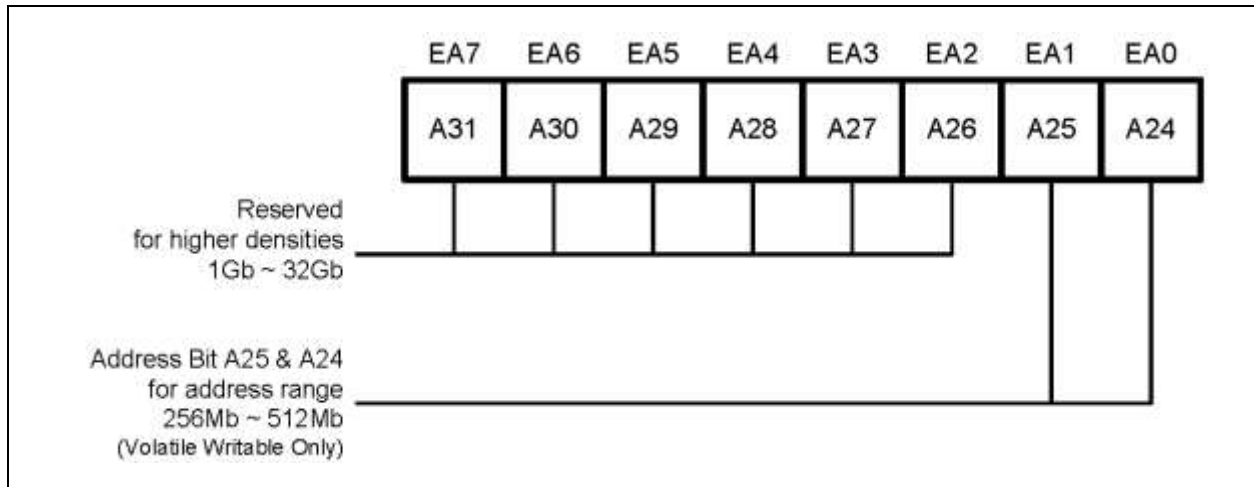 EA7 EA6 EA5 EA4 EA3 EA2 EA1 EA0
A31 A30 A29 A28 A27 A26 A25 A24
Reserved
for higher densities
1Gb ~ 32Gb
Address Bit A25 & A24
for address range
256Mb ~ 512Mb
(Volatile Writable Only)